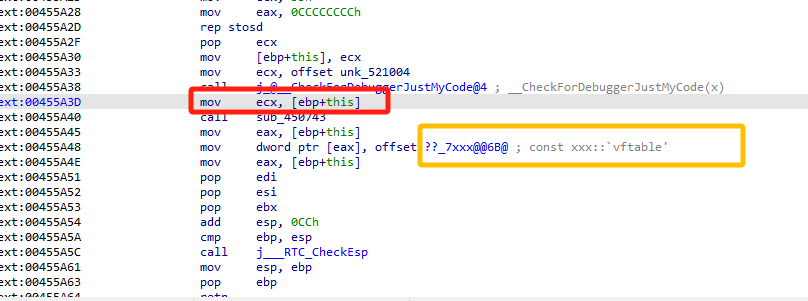 ext:00455A28 mov eax, 0CCCCCCCCh
ext:00455A2D rep stosd
ext:00455A2F pop ecx
ext:00455A30 mov [ebp+this], ecx
ext:00455A33 mov ecx, offset unk_521004
ext:00455A38 call j_@__CheckForDebuggerJustMyCode@4 ; __CheckForDebuggerJustMyCode(x)
ext:00455A3D mov ecx, [ebp+this]
ext:00455A40 call sub_450743
ext:00455A45 mov eax, [ebp+this]
ext:00455A48 mov dword ptr [eax], offset ??_7xxx@@6B@ ; const xxx::`vftable'
ext:00455A4E mov eax, [ebp+this]
ext:00455A51 pop edi
ext:00455A52 pop esi
ext:00455A53 pop ebx
ext:00455A54 add esp, 0CCh
ext:00455A5A cmp ebp, esp
ext:00455A5C call j___RTC_CheckEsp
ext:00455A61 mov esp, ebp
ext:00455A63 pop ebp
ext:00455A64 retn